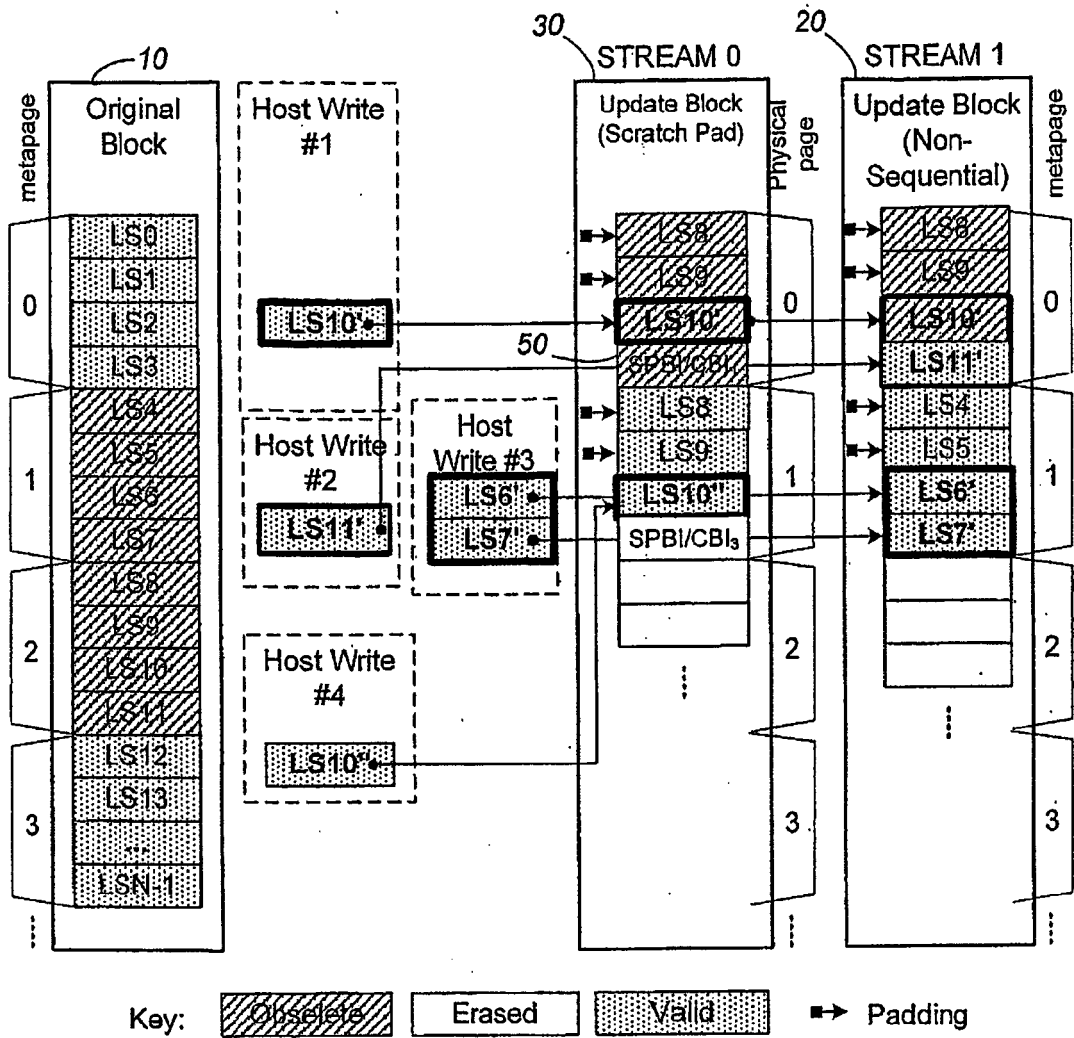 10
30
20
STREAM 0
STREAM 1
metapage
Original
Block
Host Write
#1
Update Block
(Scratch Pad)
Physical
page
Update Block
(Non-
Sequential)
metapage
LS0
LS1
LS2
LS3
LS4
LS5
LS6
LS7
LS8
LS9
LS10
LS11
LS12
LS13
...
LSN-1
0
1
2
3
LS10'
Host Write
#2
LS11'
Host
Write #3
LS6'
LS7'
Host Write
#4
LS10''
50
LS8
LS9
LS10'
SPBI/CBI₁
LS8
LS9
LS10''
SPBI/CBI₃
0
1
2
3
LS8
LS9
LS10'
LS11'
LS4
LS5
LS6'
LS7'
0
1
2
3
Key:
Obselete
Erased
Valid
Padding